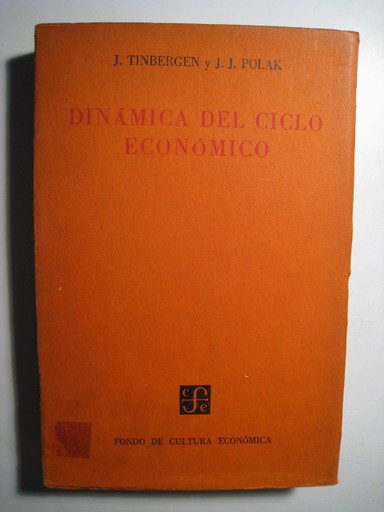 J. TINBERGEN y J. J. POLAK
DINÁMICA DEL CICLO
ECONÓMICO
c f e
FONDO DE CULTURA ECONÓMICA